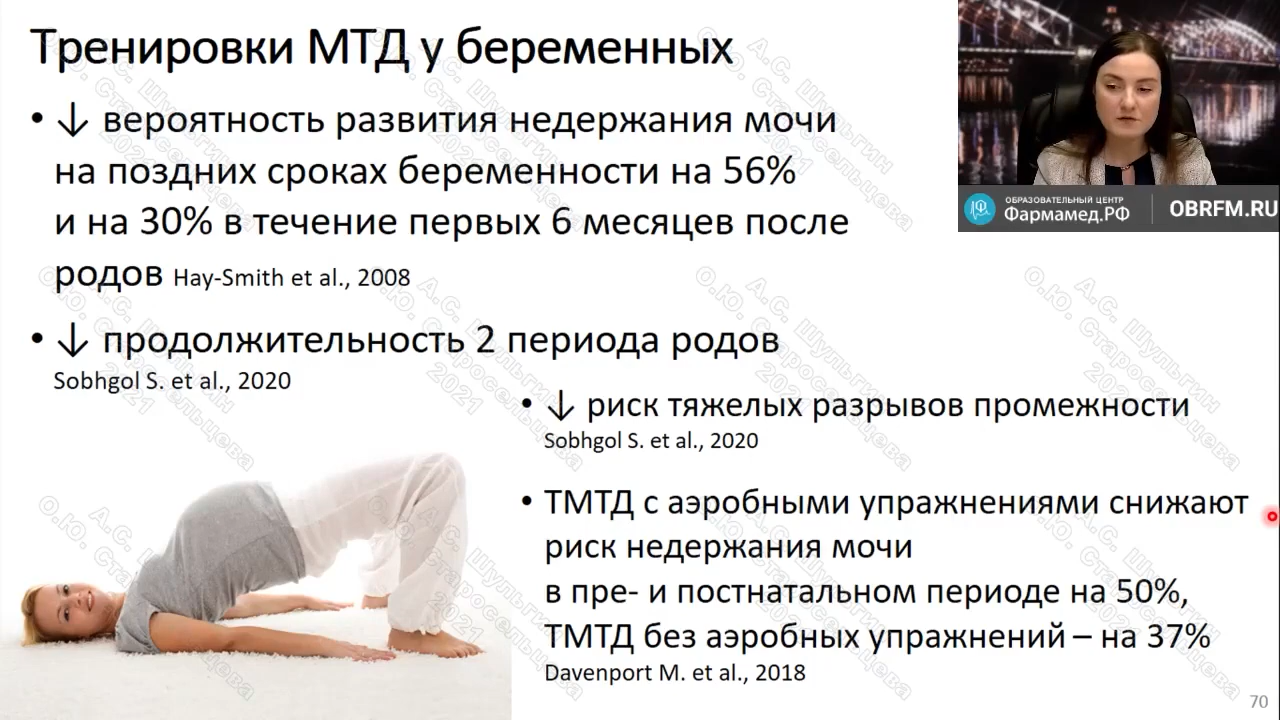 Тренировки МТД у беременных
• ↓ вероятность развития недержания мочи
на поздних сроках беременности на 56%
и на 30% в течение первых 6 месяцев после
родов Hay-Smith et al., 2008
• ↓ продолжительность 2 периода родов
Sobhgol S. et al., 2020
• ↓ риск тяжелых разрывов промежности
Sobhgol S. et al., 2020
• ТМТД с аэробными упражнениями снижают
риск недержания мочи
в пре- и постнатальном периоде на 50%,
ТМТД без аэробных упражнений – на 37%
Davenport M. et al., 2018
ОБРАЗОВАТЕЛЬНЫЙ ЦЕНТР
Фармамед.РФ
OBRFM.RU
А.С. Шульгин
О.Ю. Старосельцева
2021
70